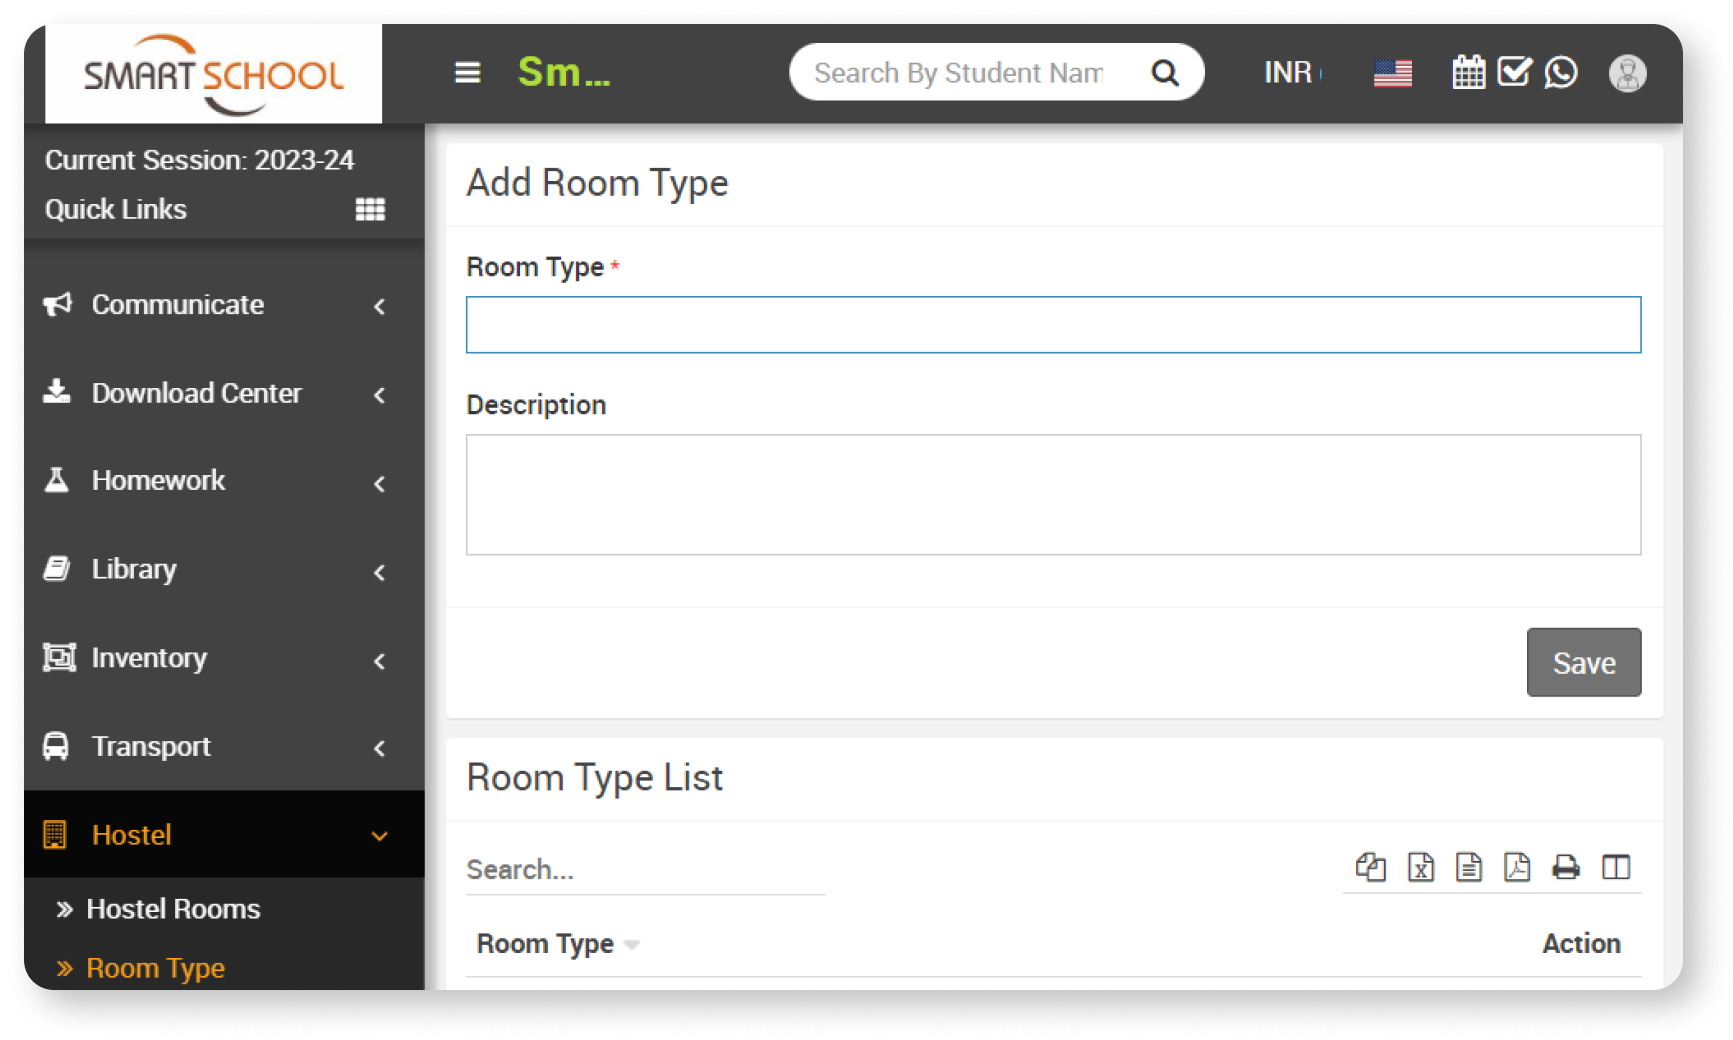 SMART SCHOOL
Sm...
Search By Student Nam
INR
Current Session: 2023-24
Quick Links
Communicate
Download Center
Homework
Library
Inventory
Transport
Hostel
Hostel Rooms
Room Type
Add Room Type
Room Type *
Description
Save
Room Type List
Search...
Room Type
Action